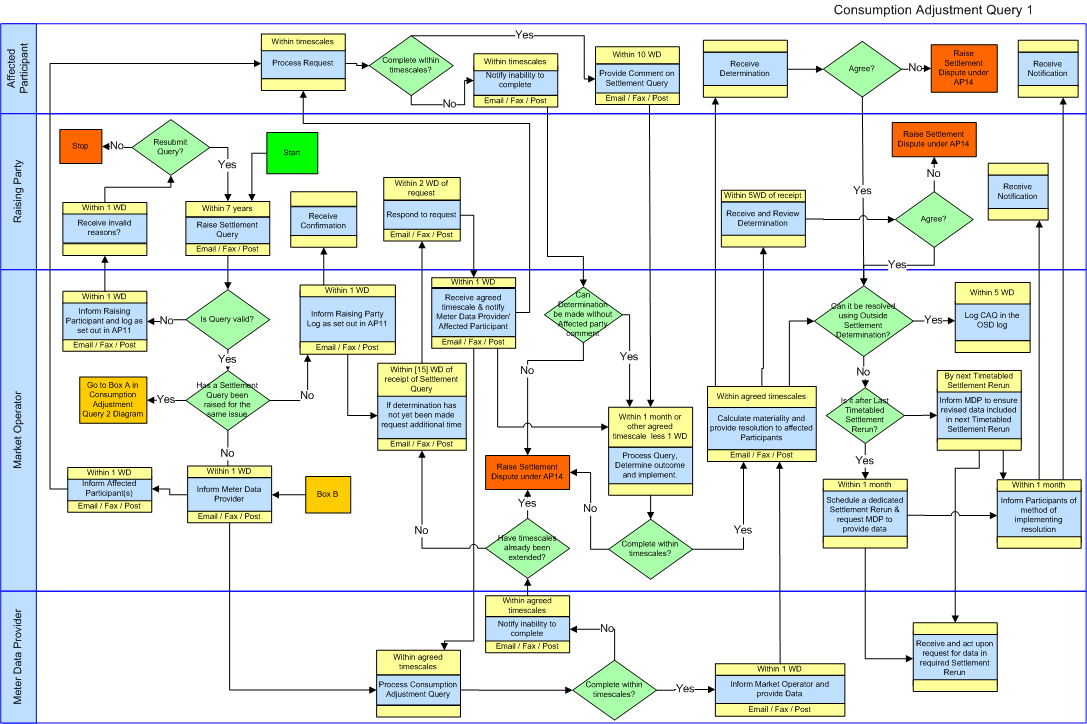 Consumption Adjustment Query 1
Affected
Participant
Within timescales
Process Request
Complete within
timescales?
Yes
No
Within timescales
Notify inability to
complete
Email / Fax / Post
Within 10 WD
Provide Comment on
Settlement Query
Email / Fax / Post
Receive
Determination
Agree?
No
Raise
Settlement
Dispute under
AP14
Receive
Notification
Raising Party
Stop
No
Resubmit
Query?
Yes
Start
Within 1 WD
Receive invalid
reasons?
Within 7 years
Raise Settlement
Query
Email / Fax / Post
Receive
Confirmation
Within 2 WD of
request
Respond to request
Email / Fax / Post
Within 5WD of receipt
Receive and Review
Determination
Yes
Raise Settlement
Dispute under AP14
No
Agree?
Yes
Receive
Notification
Market Operator
Within 1 WD
Inform Raising
Participant and log as
set out in AP11
Email / Fax / Post
No
Is Query valid?
Yes
Within 1 WD
Inform Raising Party
Log as set out in AP11
Email / Fax / Post
Within 1 WD
Receive agreed
timescale & notify
Meter Data Provider/
Affected Participant
Email / Fax / Post
Can
Determination
be made without
Affected party
comment
Yes
No
Can it be resolved
using Outside
Settlement
Determination?
Yes
No
Within 5 WD
Log CAQ in the
OSD log
Go to Box A in
Consumption
Adjustment
Query 2 Diagram
Yes
Has a Settlement
Query been
raised for the
same issue
No
No
Within [15] WD of
receipt of Settlement
Query
If determination has
not yet been made
request additional time
Email / Fax / Post
Within 1 month or
other agreed
timescale less 1 WD
Process Query,
Determine outcome
and implement.
Within agreed timescales
Calculate materiality and
provide resolution to affected
Participants
Email / Fax / Post
Is it after Last
Timetabled
Settlement
Rerun?
Yes
By next Timetabled
Settlement Rerun
Inform MDP to ensure
revised data included
in next Timetabled
Settlement Rerun
Within 1 WD
Inform Affected
Participant(s)
Email / Fax / Post
Within 1 WD
Inform Meter Data
Provider
Email / Fax / Post
Box B
Raise Settlement
Dispute under AP14
Yes
No
Have timescales
already been
extended?
No
Complete within
timescales?
Yes
Within 1 month
Schedule a dedicated
Settlement Rerun &
request MDP to
provide data
Within 1 month
Inform Participants of
method of
implementing
resolution
Meter Data Provider
Within agreed
timescales
Notify inability to
complete
Email / Fax / Post
No
Within agreed
timescales
Process Consumption
Adjustment Query
Complete within
timescales?
Yes
Within 1 WD
Inform Market Operator and
provide Data
Email / Fax / Post
Receive and act upon
request for data in
required Settlement
Rerun